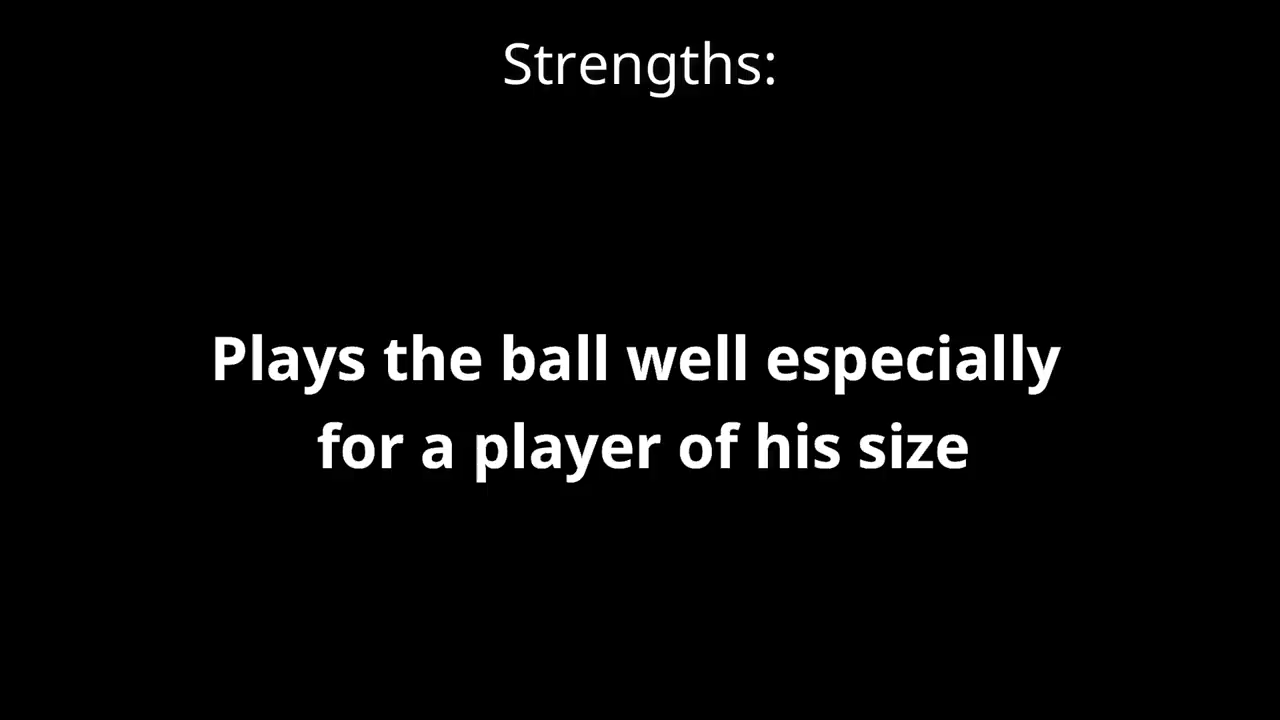 Strengths:
Plays the ball well especially
for a player of his size